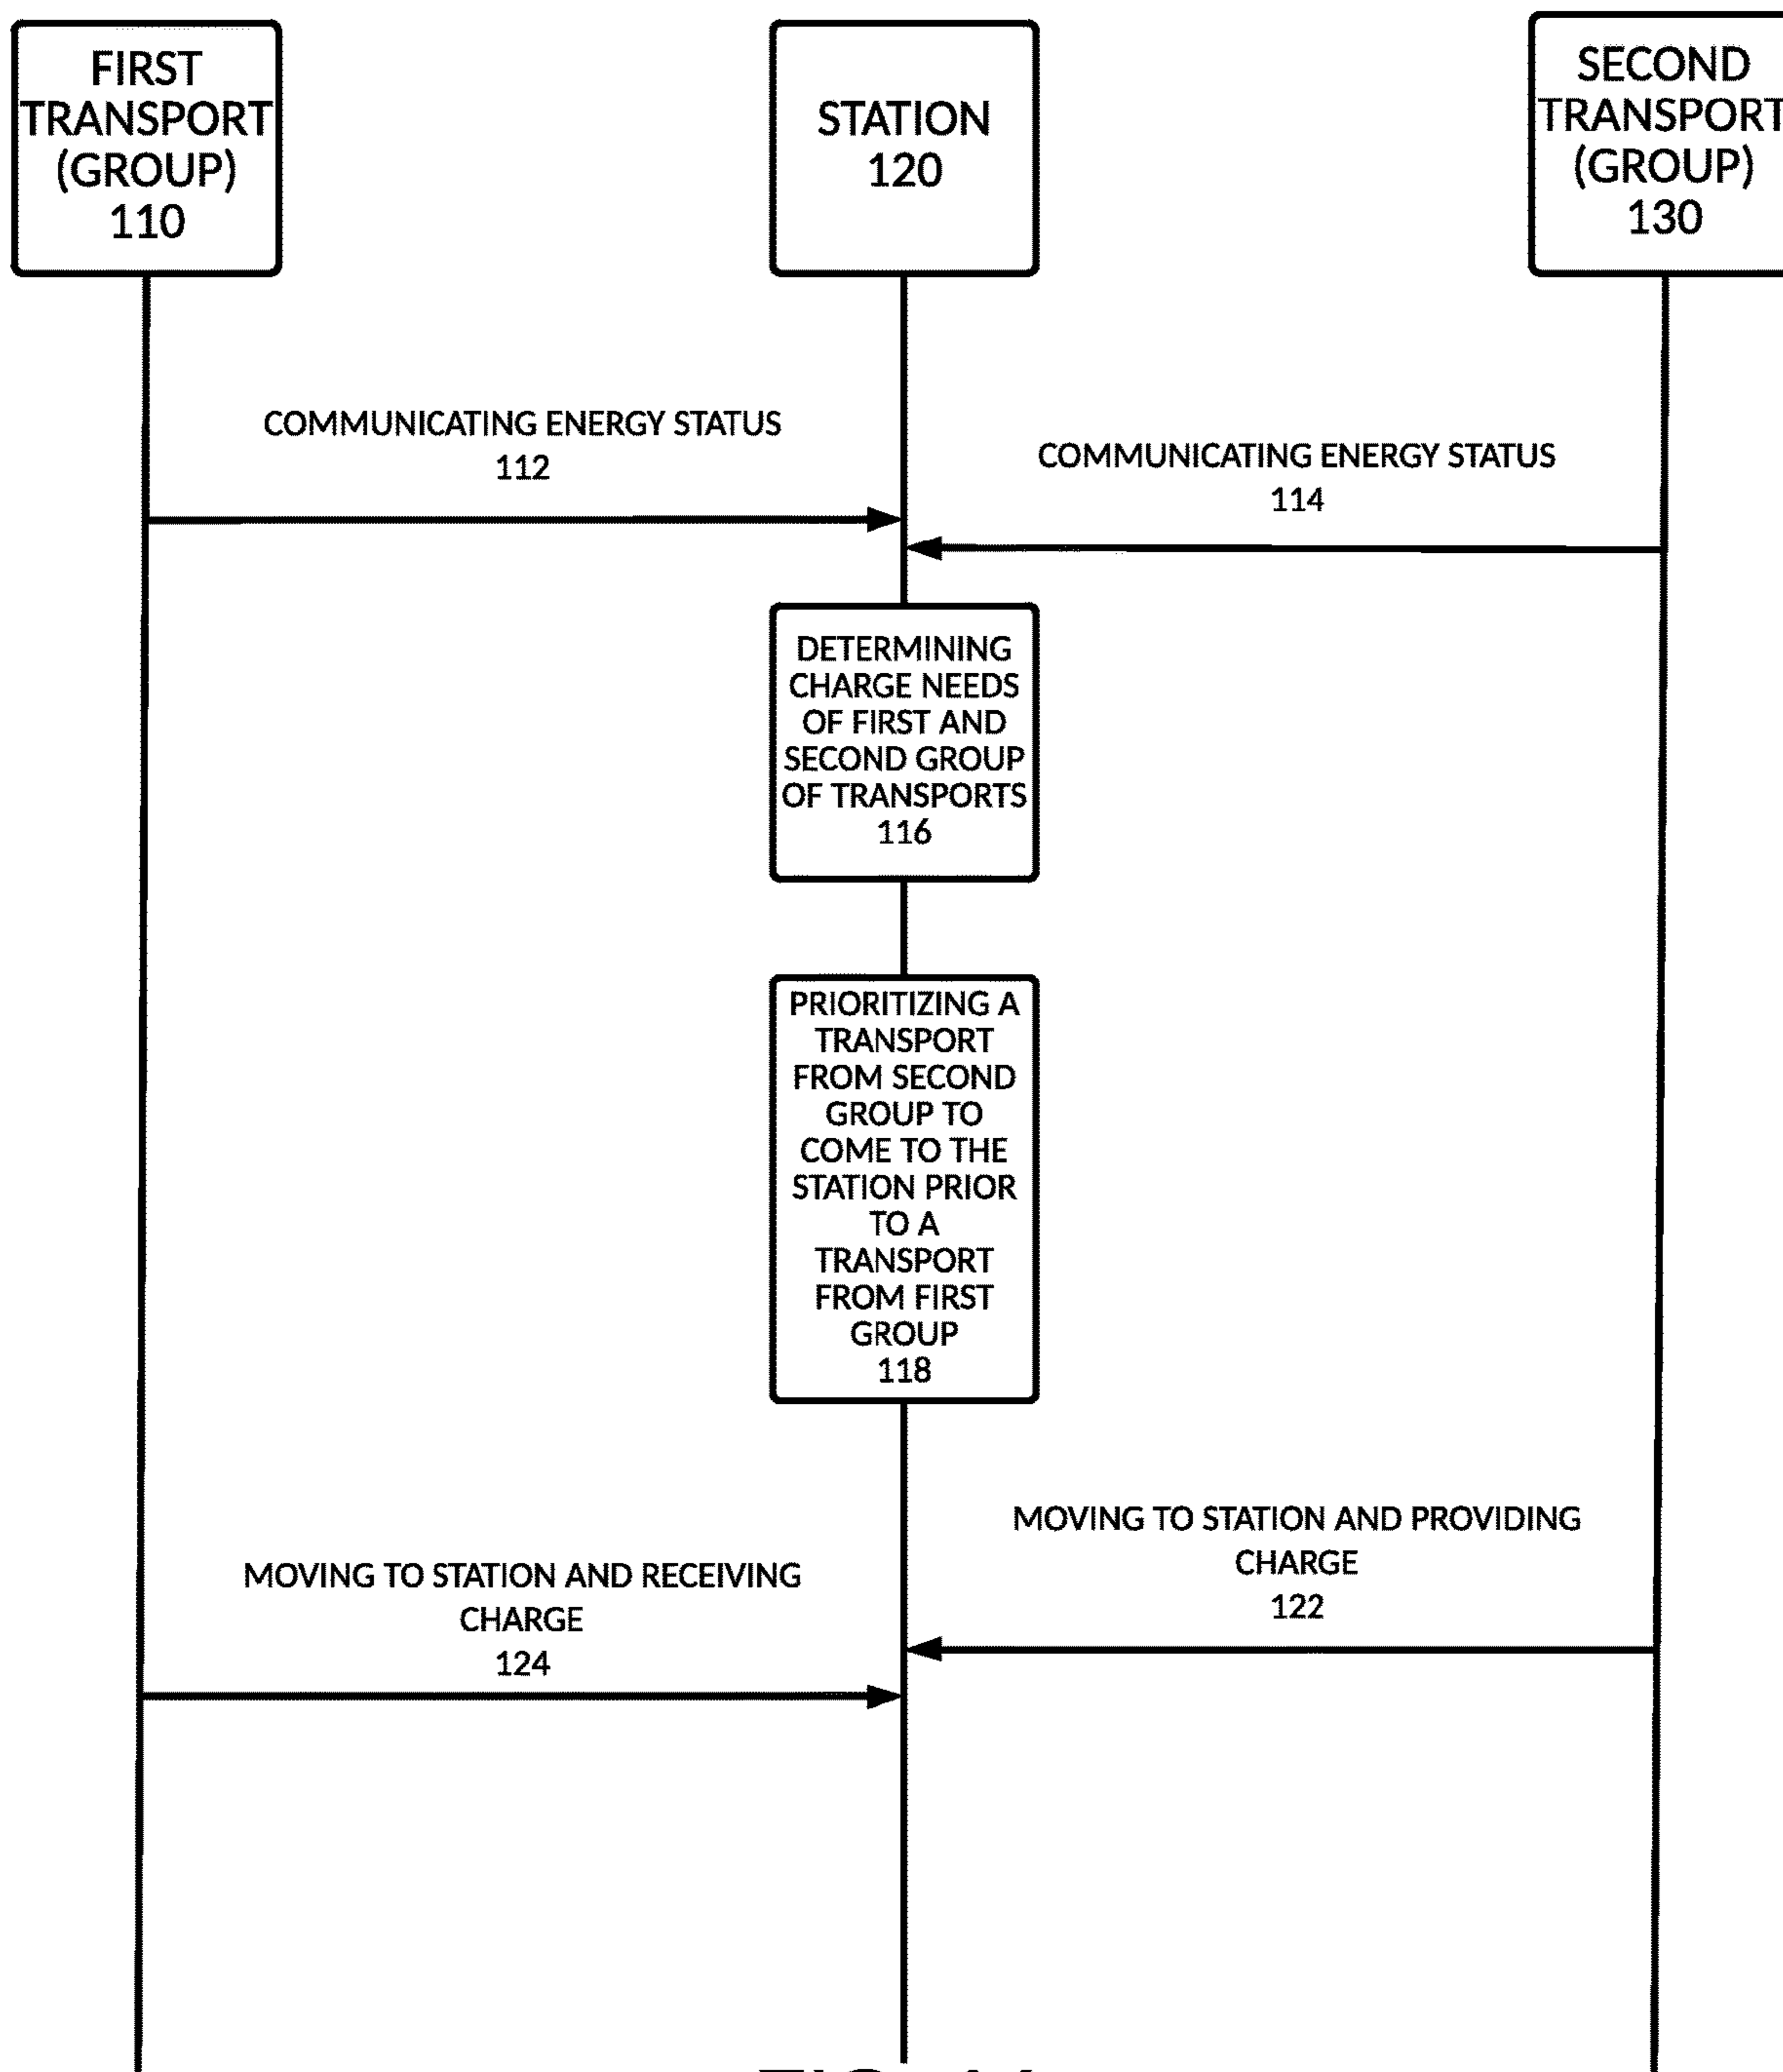 FIRST
TRANSPORT
(GROUP)
110
STATION
120
SECOND
TRANSPORT
(GROUP)
130
COMMUNICATING ENERGY STATUS
112
COMMUNICATING ENERGY STATUS
114
DETERMINING
CHARGE NEEDS
OF FIRST AND
SECOND GROUP
OF TRANSPORTS
116
PRIORITIZING A
TRANSPORT
FROM SECOND
GROUP TO
COME TO THE
STATION PRIOR
TO A
TRANSPORT
FROM FIRST
GROUP
118
MOVING TO STATION AND PROVIDING
CHARGE
122
MOVING TO STATION AND RECEIVING
CHARGE
124